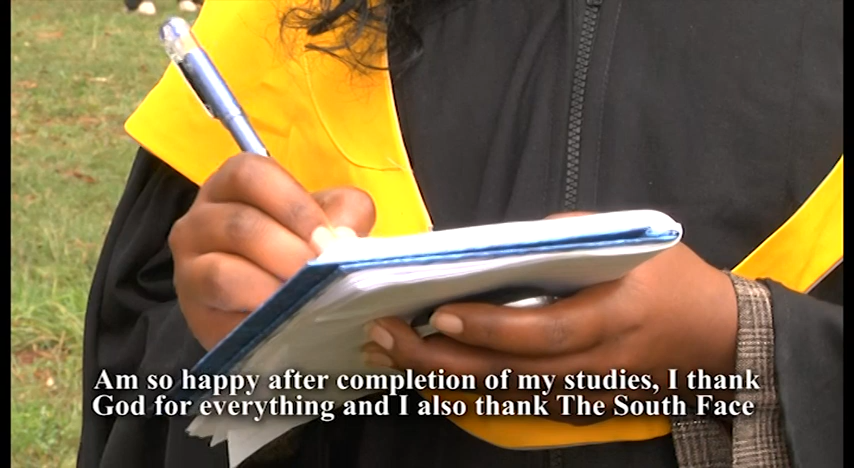 Am so happy after completion of my studies, I thank
God for everything and I also thank The South Face